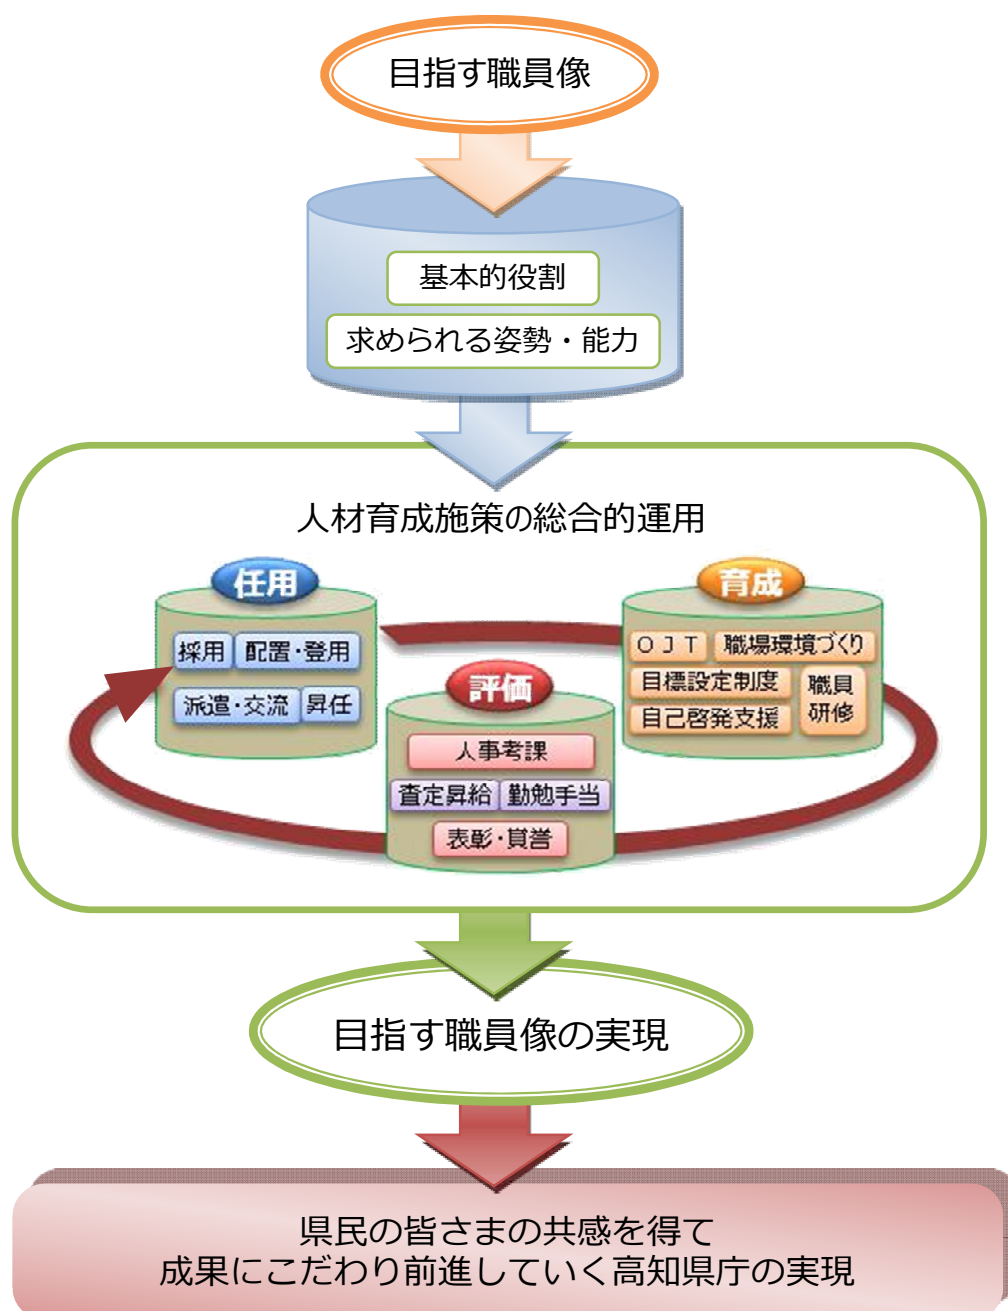 目指す職員像
基本的役割
求められる姿勢・能力
人材育成施策の総合的運用
任用
採用
配置・登用
派遣・交流
昇任
育成
OJT
職場環境づくり
目標設定制度
自己啓発支援
職員
研修
評価
人事考課
査定昇給
勤勉手当
表彰・賞誉
目指す職員像の実現
県民の皆さまの共感を得て
成果にこだわり前進していく高知県庁の実現